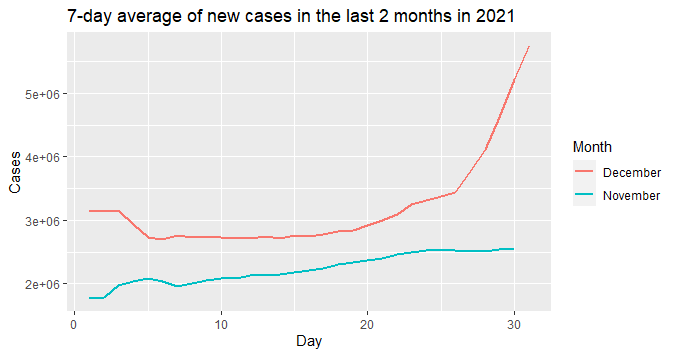 7-day average of new cases in the last 2 months in 2021
Cases
5e+06
4e+06
3e+06
2e+06
0 10 20 30
Day
Month
December
November